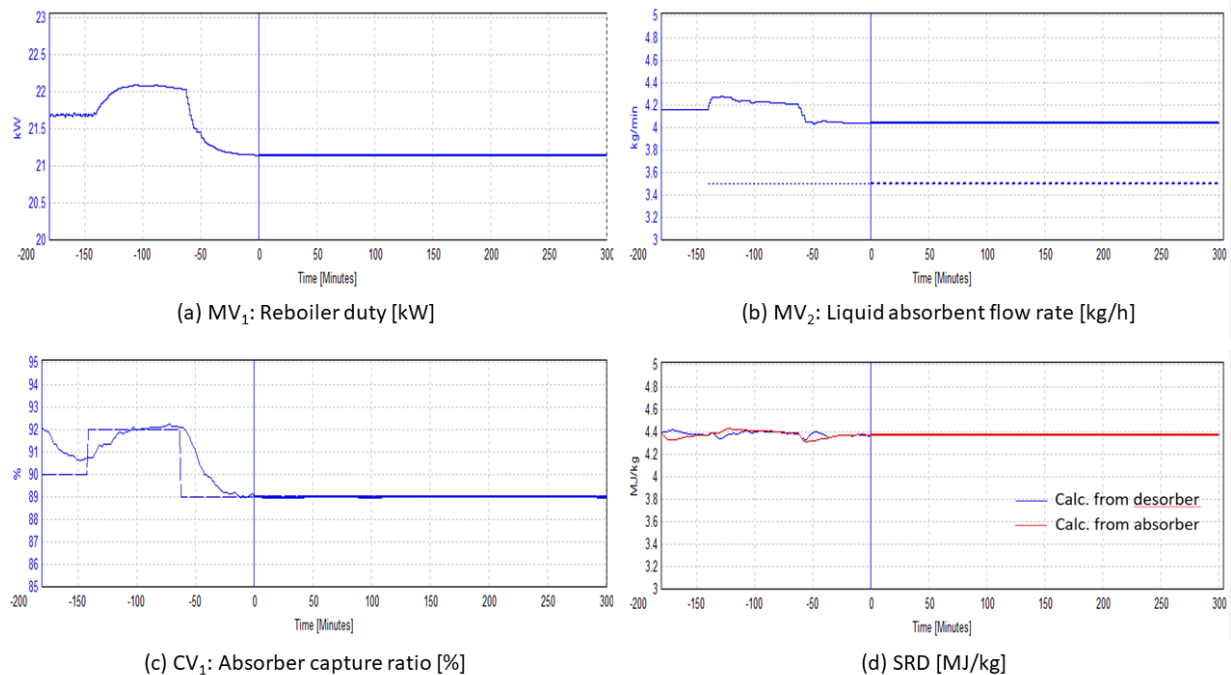 23
22.5
22
21.5
21
20.5
20
kW
-200 -150 -100 -50 0 50 100 150 200 250 300
Time [Minutes]
(a) MV1: Reboiler duty [kW]
5
4.8
4.6
4.4
4.2
4
3.8
3.6
3.4
3.2
3
kg/min
-200 -150 -100 -50 0 50 100 150 200 250 300
Time [Minutes]
(b) MV2: Liquid absorbent flow rate [kg/h]
95
94
93
92
91
90
89
88
87
86
85
%
-200 -150 -100 -50 0 50 100 150 200 250 300
Time [Minutes]
(c) CV1: Absorber capture ratio [%]
5
4.8
4.6
4.4
4.2
4
3.8
3.6
3.4
3.2
3
MJ/kg
Calc. from desorber
Calc. from absorber
-200 -150 -100 -50 0 50 100 150 200 250 300
Time [Minutes]
(d) SRD [MJ/kg]